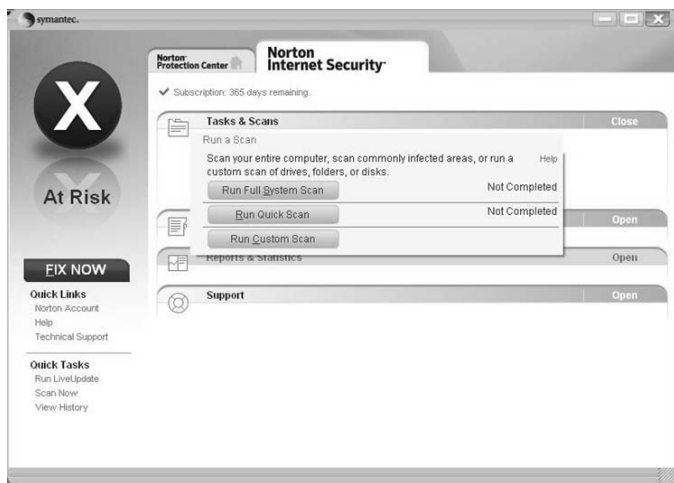 symantec.
Norton
Protection Center
Norton
Internet Security
Subscription: 365 days remaining.
X
At Risk
FIX NOW
Quick Links
Norton Account
Help
Technical Support
Quick Tasks
Run LiveUpdate
Scan Now
View History
Tasks & Scans Close
Run a Scan
Scan your entire computer, scan commonly infected areas, or run a Help
custom scan of drives, folders, or disks.
Run Full System Scan Not Completed
Run Quick Scan Not Completed
Run Custom Scan
Open
Reports & Statistics Open
Support Open